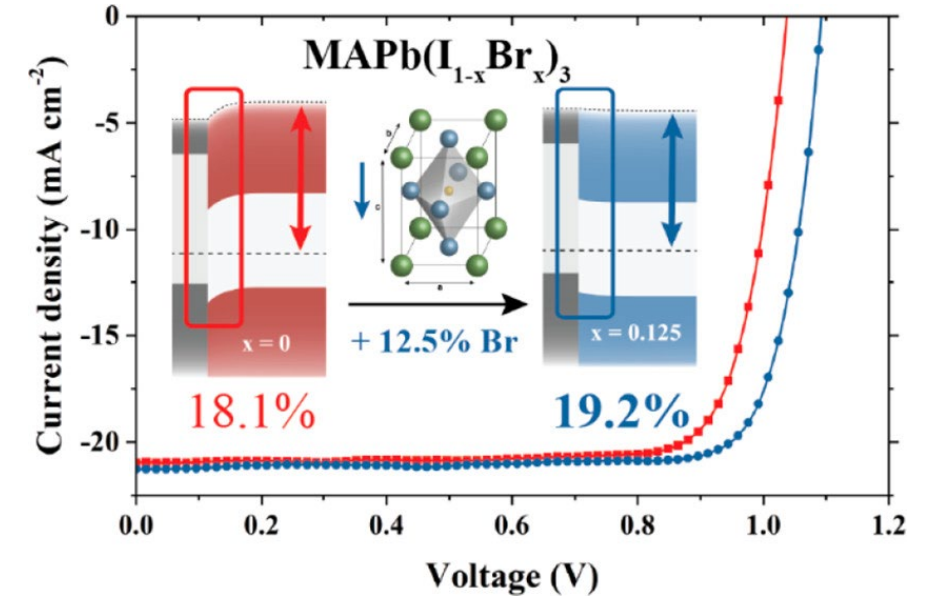 0
-5
-10
-15
-20
Current density (mA cm-2)
MAPb(I1-xBrx)3
b
c
a
x = 0
+ 12.5% Br
x = 0.125
18.1%
19.2%
0.0 0.2 0.4 0.6 0.8 1.0 1.2
Voltage (V)